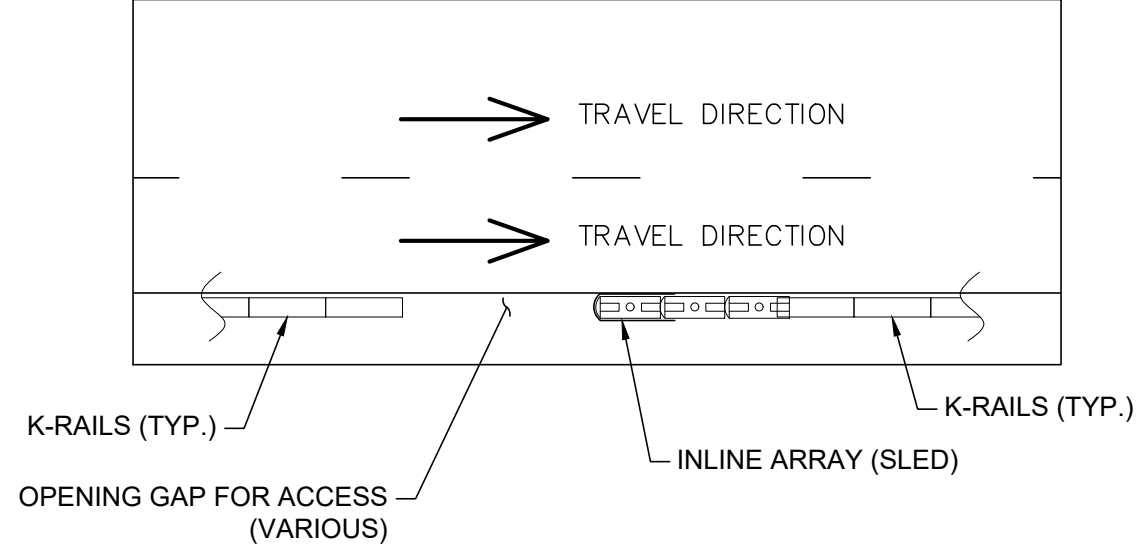 TRAVEL DIRECTION
TRAVEL DIRECTION
K-RAILS (TYP.)
K-RAILS (TYP.)
INLINE ARRAY (SLED)
OPENING GAP FOR ACCESS
(VARIOUS)